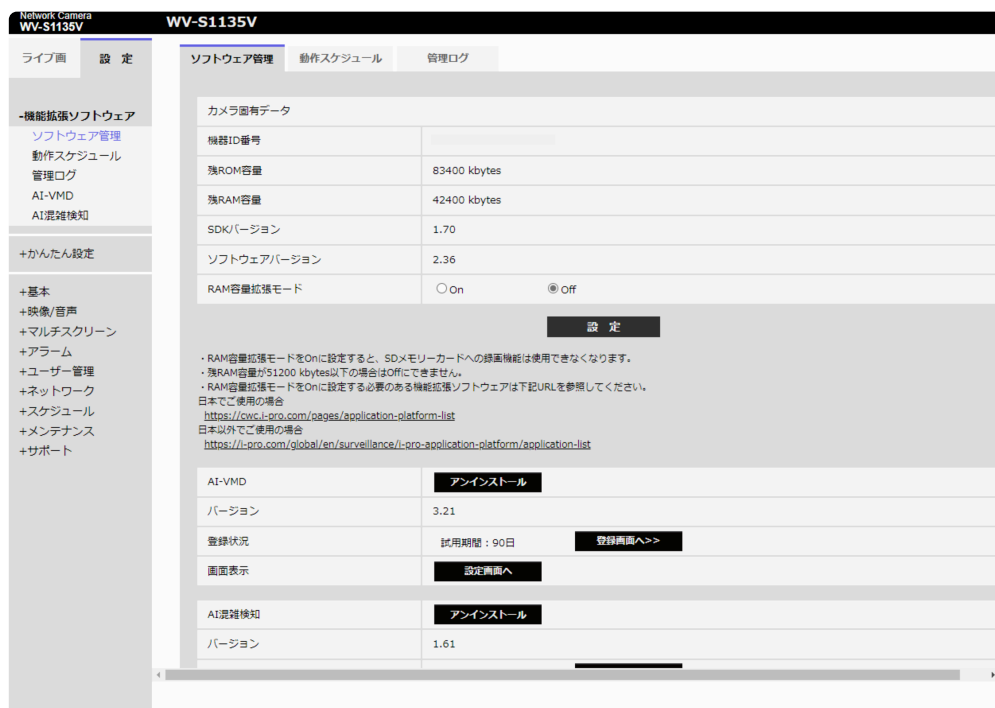 Network Camera
WV-S1135V
WV-S1135V
ライブ画
設 定
ソフトウェア管理
動作スケジュール
管理ログ
-機能拡張ソフトウェア
ソフトウェア管理
動作スケジュール
管理ログ
AI-VMD
AI混雑検知
+かんたん設定
+基本
+映像/音声
+マルチスクリーン
+アラーム
+ユーザー管理
+ネットワーク
+スケジュール
+メンテナンス
+サポート
カメラ固有データ
機器ID番号
残ROM容量 83400 kbytes
残RAM容量 42400 kbytes
SDKバージョン 1.70
ソフトウェアバージョン 2.36
RAM容量拡張モード On Off
設 定
・RAM容量拡張モードをOnに設定すると、SDメモリーカードへの録画機能は使用できなくなります。
・残RAM容量が51200 kbytes以下の場合はOffにできません。
・RAM容量拡張モードをOnに設定する必要のある機能拡張ソフトウェアは下記URLを参照してください。
日本でご使用の場合
https://cwc.i-pro.com/pages/application-platform-list
日本以外でご使用の場合
https://i-pro.com/global/en/surveillance/i-pro-application-platform/application-list
AI-VMD アンインストール
バージョン 3.21
登録状況 試用期間：90日 登録画面へ>>
画面表示 設定画面へ
AI混雑検知 アンインストール
バージョン 1.61